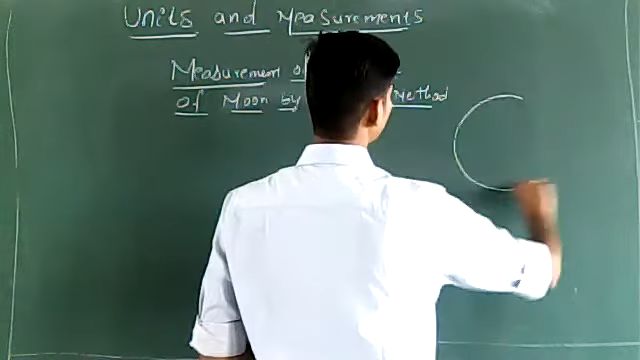 Units and Measurements
Measurement of
of Moon by Method